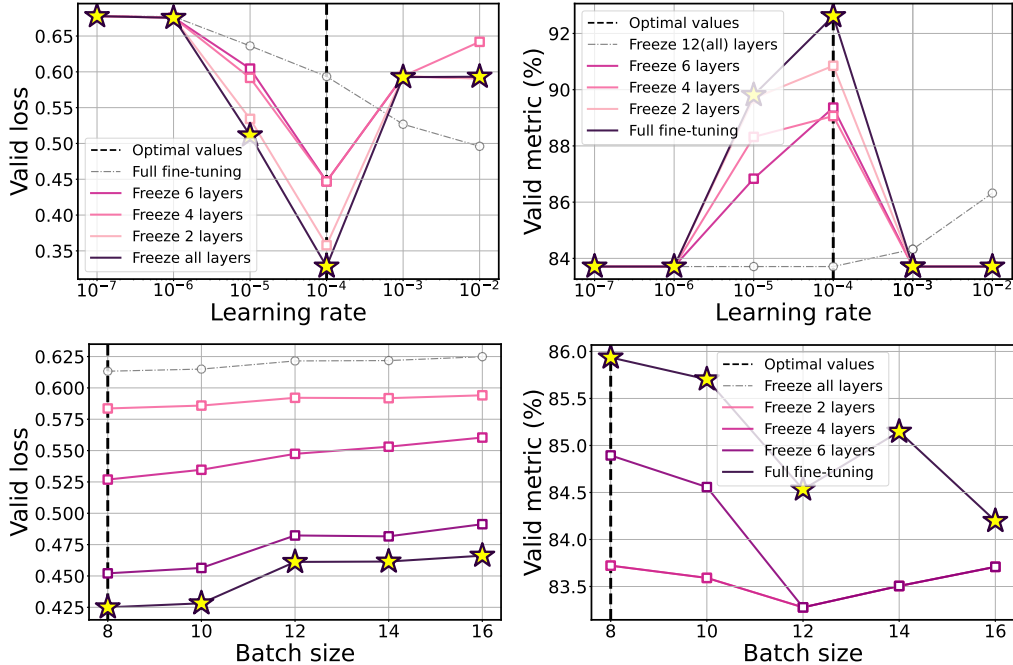 0.65
0.60
0.55
0.50
0.45
0.40
0.35
Valid loss
Optimal values
Full fine-tuning
Freeze 6 layers
Freeze 4 layers
Freeze 2 layers
Freeze all layers
10⁻⁷ 10⁻⁶ 10⁻⁵ 10⁻⁴ 10⁻³ 10⁻²
Learning rate
92
90
88
86
84
Valid metric (%)
Optimal values
Freeze 12(all) layers
Freeze 6 layers
Freeze 4 layers
Freeze 2 layers
Full fine-tuning
10⁻⁷ 10⁻⁶ 10⁻⁵ 10⁻⁴ 10⁻³ 10⁻²
Learning rate
0.625
0.600
0.575
0.550
0.525
0.500
0.475
0.450
0.425
Valid loss
8 10 12 14 16
Batch size
86.0
85.5
85.0
84.5
84.0
83.5
Valid metric (%)
Optimal values
Freeze all layers
Freeze 2 layers
Freeze 4 layers
Freeze 6 layers
Full fine-tuning
8 10 12 14 16
Batch size